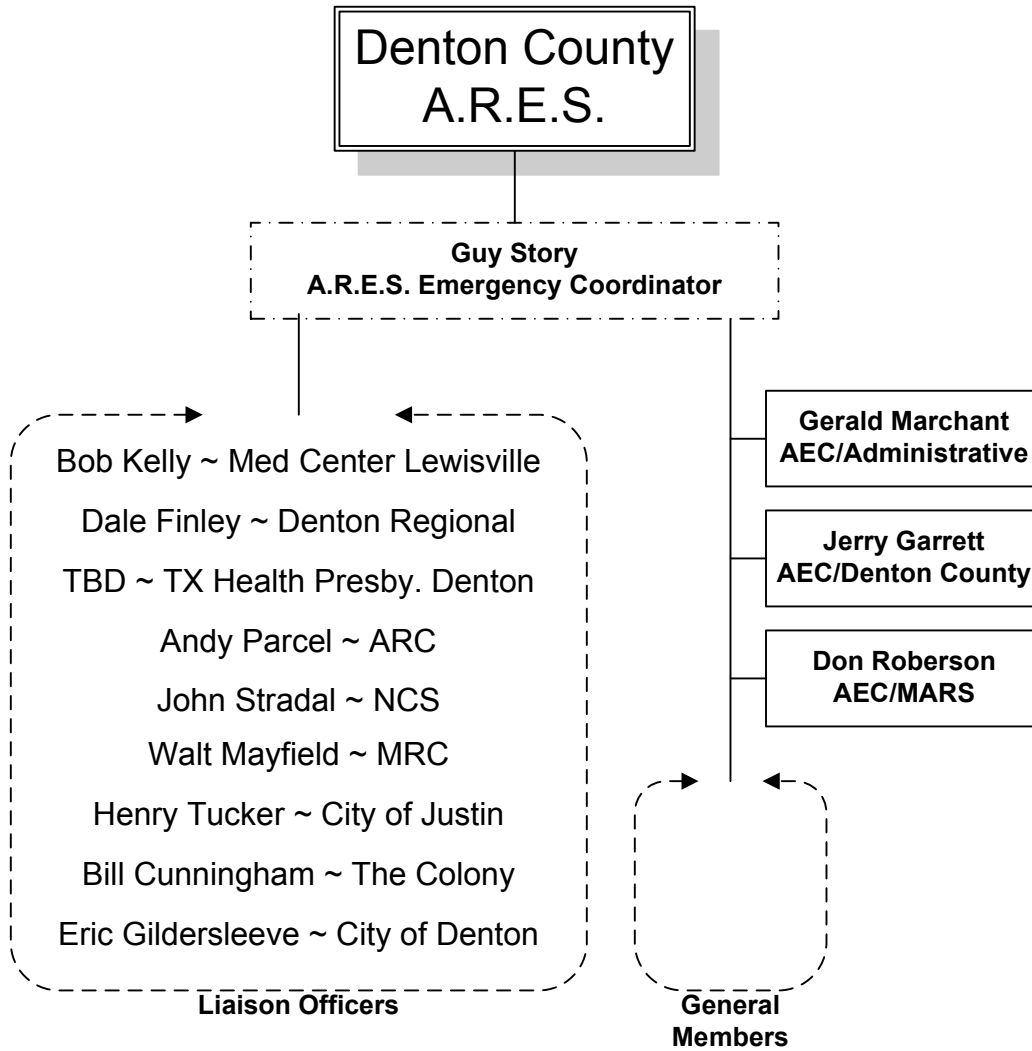 Denton County
A.R.E.S.
Guy Story
A.R.E.S. Emergency Coordinator
Bob Kelly ~ Med Center Lewisville
Dale Finley ~ Denton Regional
TBD ~ TX Health Presby. Denton
Andy Parcel ~ ARC
John Stradal ~ NCS
Walt Mayfield ~ MRC
Henry Tucker ~ City of Justin
Bill Cunningham ~ The Colony
Eric Gildersleeve ~ City of Denton
Liaison Officers
Gerald Marchant
AEC/Administrative
Jerry Garrett
AEC/Denton County
Don Roberson
AEC/MARS
General
Members